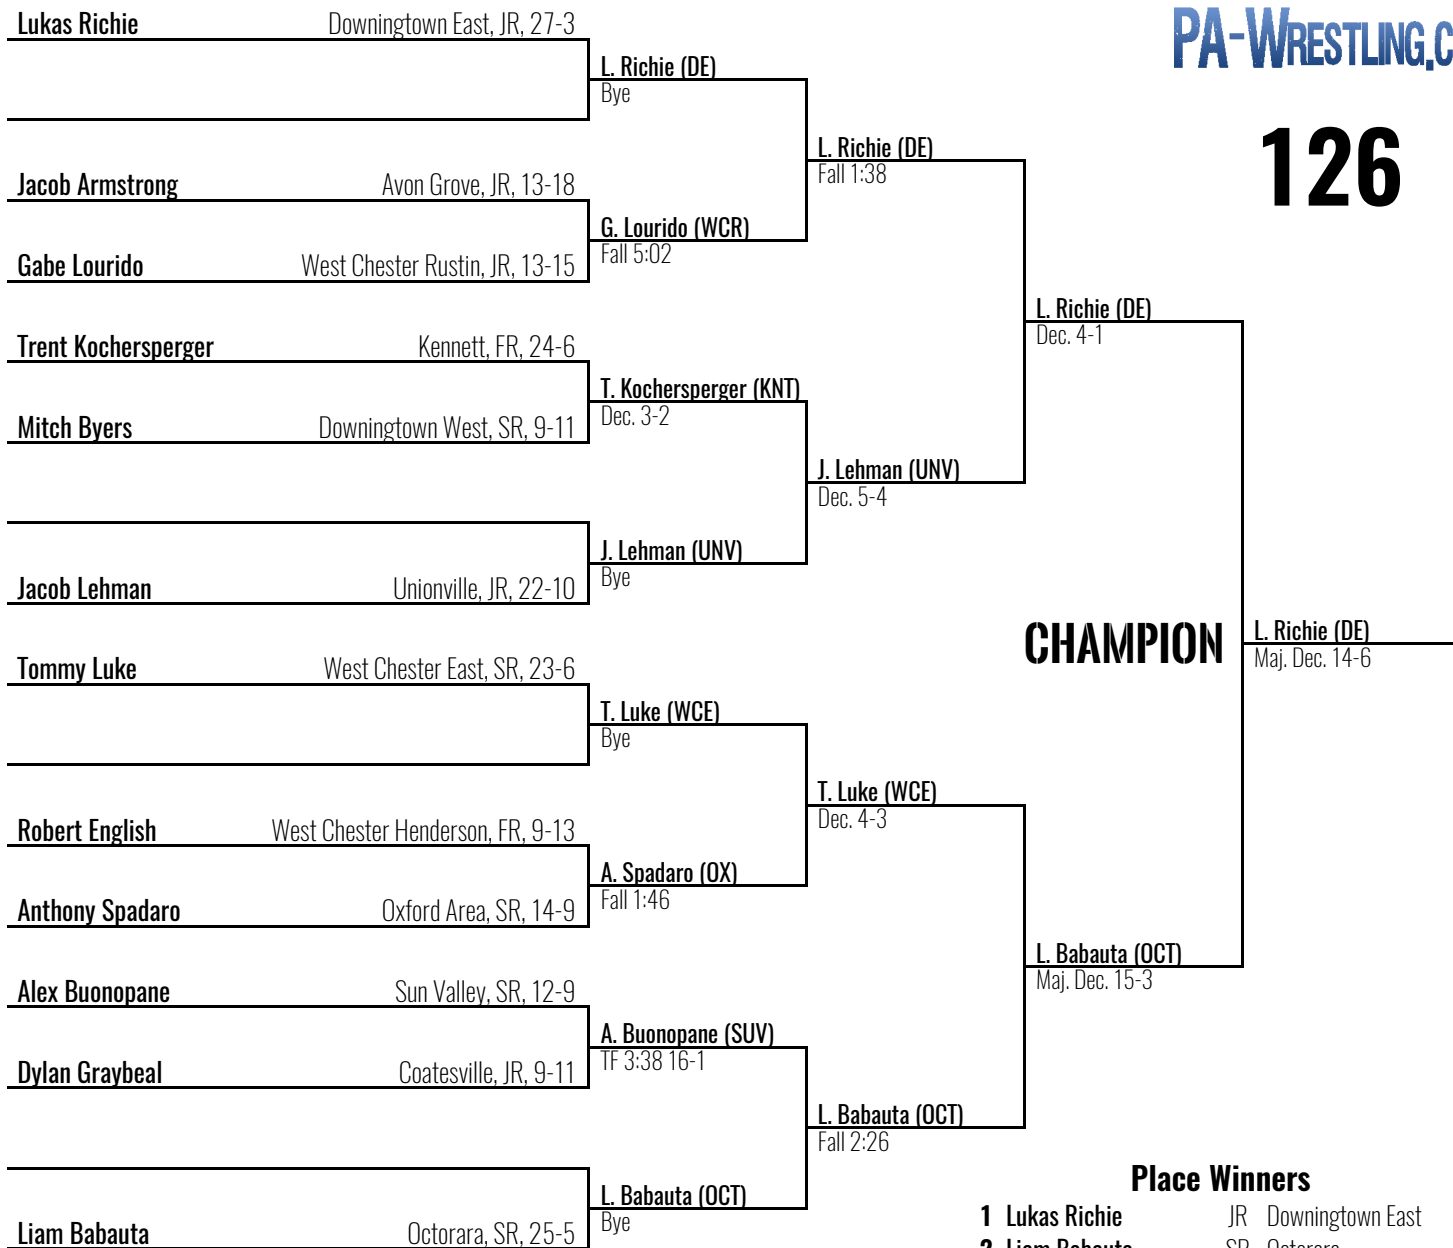 Lukas Richie Downingtown East, JR, 27-3
PA-WRESTLING.C
L. Richie (DE)
Bye
126
L. Richie (DE)
Fall 1:38
Jacob Armstrong Avon Grove, JR, 13-18
G. Lourido (WCR)
Fall 5:02
Gabe Lourido West Chester Rustin, JR, 13-15
L. Richie (DE)
Dec. 4-1
Trent Kochersperger Kennett, FR, 24-6
T. Kochersperger (KNT)
Dec. 3-2
Mitch Byers Downingtown West, SR, 9-11
J. Lehman (UNV)
Dec. 5-4
J. Lehman (UNV)
Bye
Jacob Lehman Unionville, JR, 22-10
CHAMPION
L. Richie (DE)
Maj. Dec. 14-6
Tommy Luke West Chester East, SR, 23-6
T. Luke (WCE)
Bye
T. Luke (WCE)
Dec. 4-3
Robert English West Chester Henderson, FR, 9-13
A. Spadaro (OX)
Fall 1:46
Anthony Spadaro Oxford Area, SR, 14-9
L. Babauta (OCT)
Maj. Dec. 15-3
Alex Buonopane Sun Valley, SR, 12-9
A. Buonopane (SUV)
TF 3:38 16-1
Dylan Graybeal Coatesville, JR, 9-11
L. Babauta (OCT)
Fall 2:26
Place Winners
L. Babauta (OCT)
Bye
1 Lukas Richie JR Downingtown East
Liam Babauta Octorara, SR, 25-5
2 Liam Babauta SR Octorara